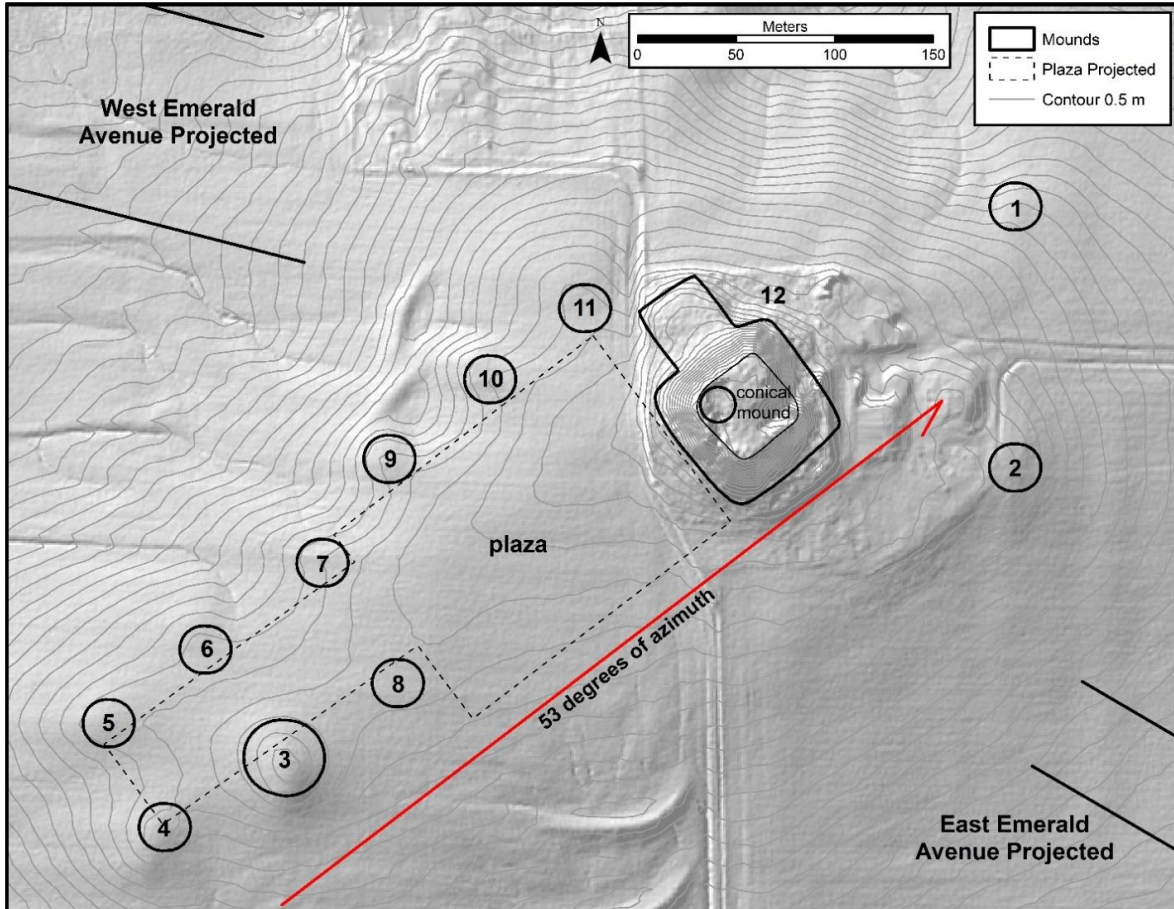 West Emerald
Avenue Projected
N
Meters
0 50 100 150
Mounds
Plaza Projected
Contour 0.5 m
1
12
11
10
conical
mound
9
2
plaza
7
6
8
53 degrees of azimuth
5
3
4
East Emerald
Avenue Projected